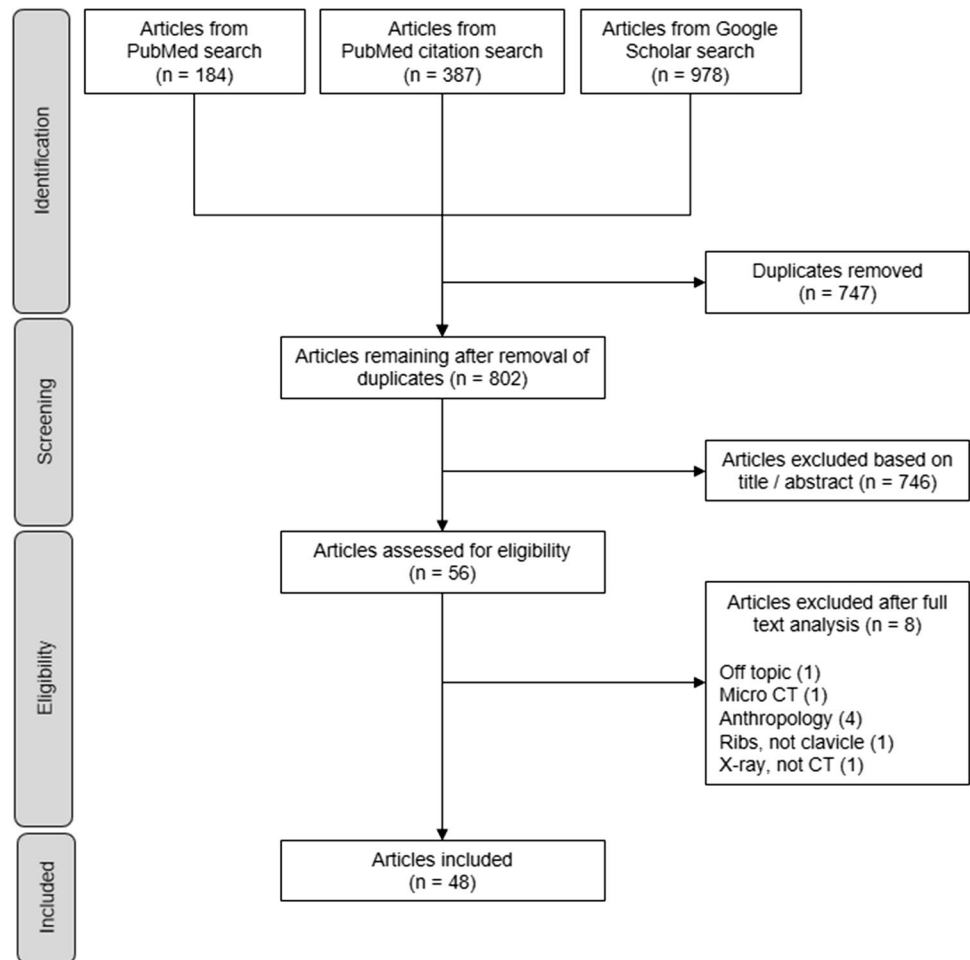 Identification
Articles from
PubMed search
(n = 184)
Articles from
PubMed citation search
(n = 387)
Articles from Google
Scholar search
(n = 978)
Duplicates removed
(n = 747)
Screening
Articles remaining after removal of
duplicates (n = 802)
Articles excluded based on
title / abstract (n = 746)
Eligibility
Articles assessed for eligibility
(n = 56)
Articles excluded after full
text analysis (n = 8)
Off topic (1)
Micro CT (1)
Anthropology (4)
Ribs, not clavicle (1)
X-ray, not CT (1)
Included
Articles included
(n = 48)